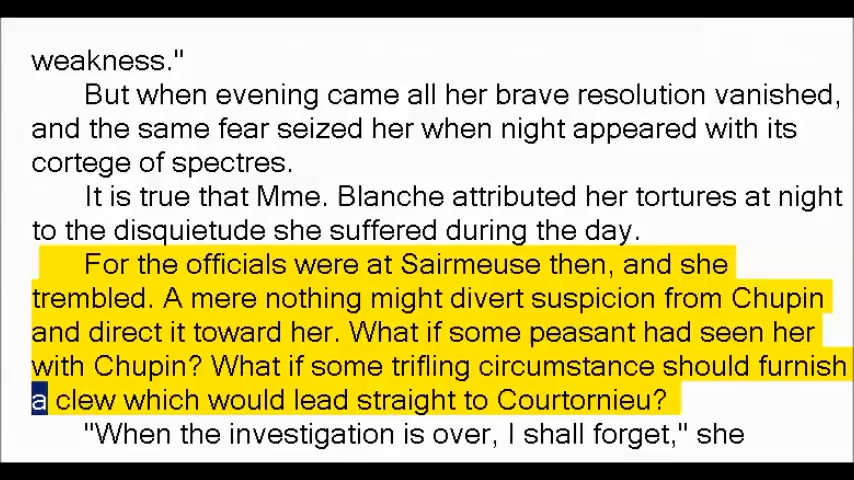 weakness."
But when evening came all her brave resolution vanished,
and the same fear seized her when night appeared with its
cortege of spectres.
It is true that Mme. Blanche attributed her tortures at night
to the disquietude she suffered during the day.
For the officials were at Sairmeuse then, and she
trembled. A mere nothing might divert suspicion from Chupin
and direct it toward her. What if some peasant had seen her
with Chupin? What if some trifling circumstance should furnish
a clew which would lead straight to Courtornieu?
"When the investigation is over, I shall forget," she